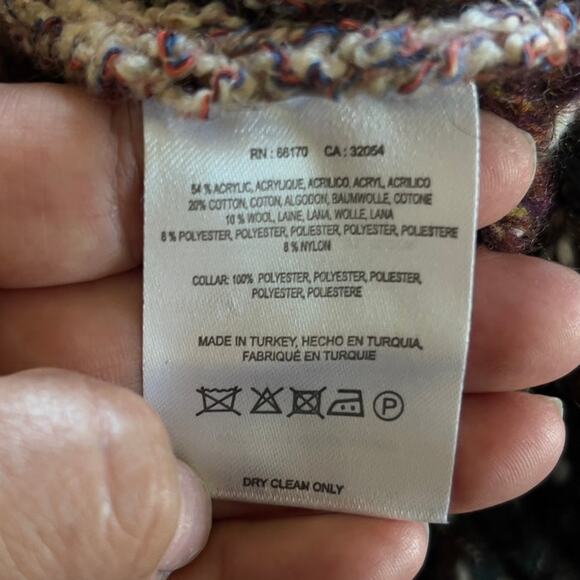 RN : 66170 CA : 32054
54 % ACRYLIC, ACRYLIQUE, ACRILICO, ACRYL, ACRILICO
20% COTTON, COTON, ALGODON, BAUMWOLLE, COTONE
10 % WOOL, LAINE, LANA, WOLLE, LANA
8 % POLYESTER, POLYESTER, POLIESTER, POLYESTER, POLIESTERE
8 % NYLON
COLLAR: 100% POLYESTER, POLYESTER, POLIESTER,
POLYESTER, POLIESTERE
MADE IN TURKEY, HECHO EN TURQUIA,
FABRIQUÉ EN TURQUIE
P
DRY CLEAN ONLY